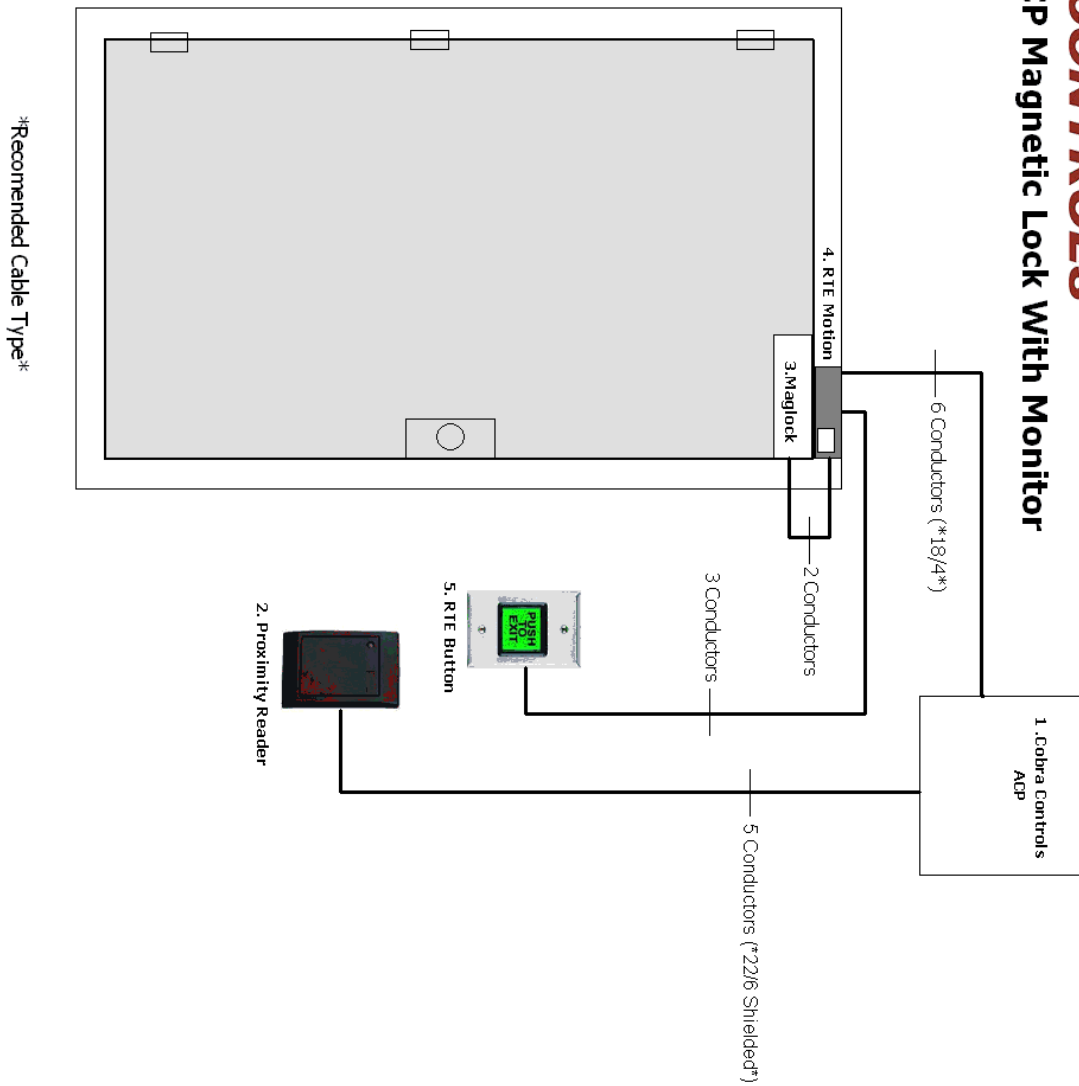 CP Magnetic Lock With Monitor
4. RTE Motion
3.Maglock
6 Conductors (*18/4*)
2 Conductors
3 Conductors
1 .Cobra Controls
ACP
PUSH
TO
EXIT
5. RTE Button
2. Proximity Reader
5 Conductors (*22/6 Shielded*)
*Recomended Cable Type*